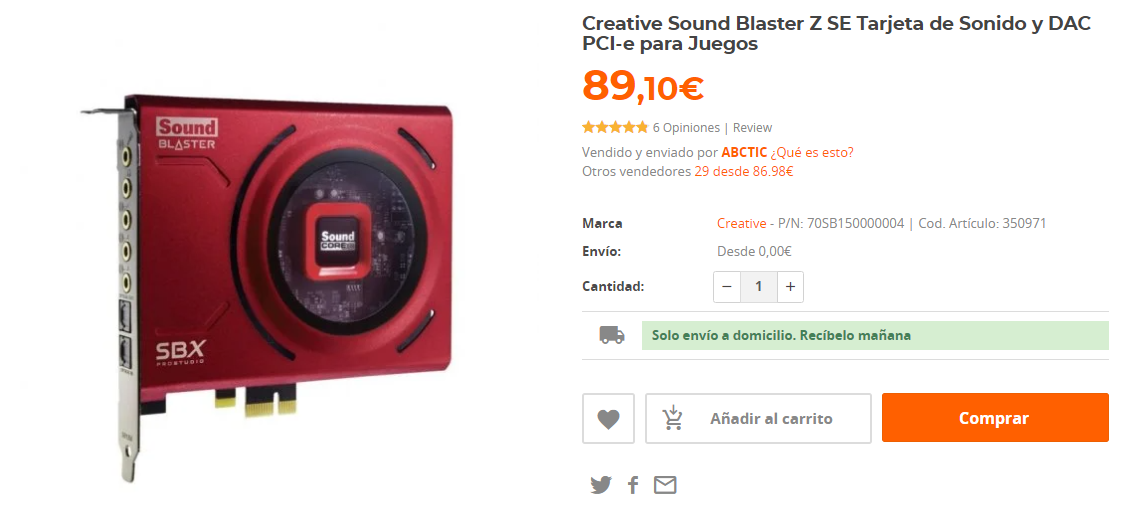 Creative Sound Blaster Z SE Tarjeta de Sonido y DAC
PCI-e para Juegos
89,10€
6 Opiniones | Review
Vendido y enviado por ABCTIC ¿Qué es esto?
Otros vendedores 29 desde 86.98€
Marca Creative - P/N: 70SB150000004 | Cod. Artículo: 350971
Envío: Desde 0,00€
Cantidad: − 1 +
Solo envío a domicilio. Recíbelo mañana
Añadir al carrito
Comprar
Sound
BLASTER
Sound
CORE3D
SBX
PROSTUDIO